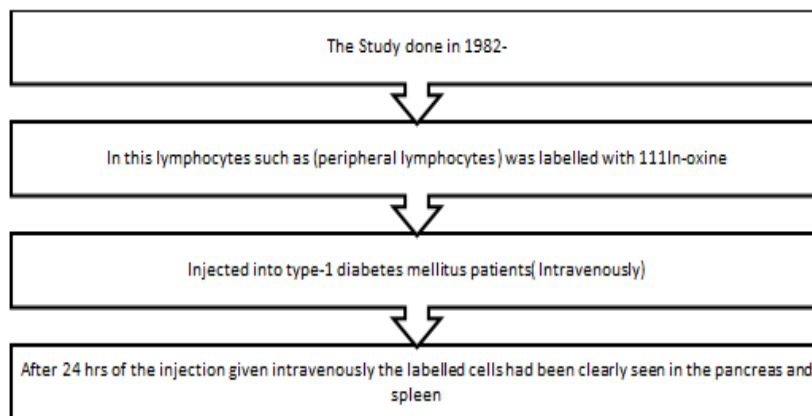 The Study done in 1982-
In this lymphocytes such as (peripheral lymphocytes) was labelled with 111In-oxine
Injected into type-1 diabetes mellitus patients( Intravenously)
After 24 hrs of the injection given intravenously the labelled cells had been clearly seen in the pancreas and
spleen